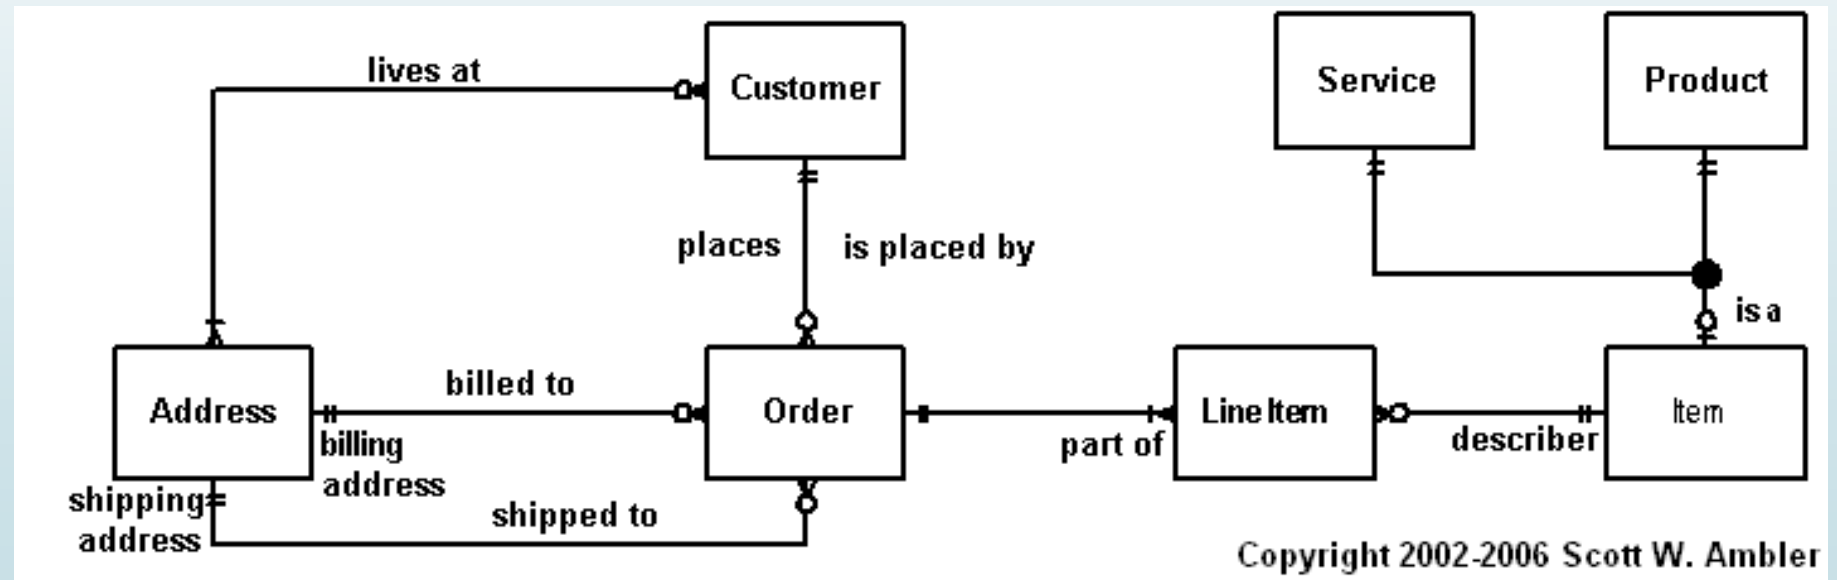 lives at
Customer
Service
Product
places
is placed by
is a
Address
billed to
Order
Line Item
Item
billing
address
part of
describer
shipping
address
shipped to
Copyright 2002-2006 Scott W. Ambler